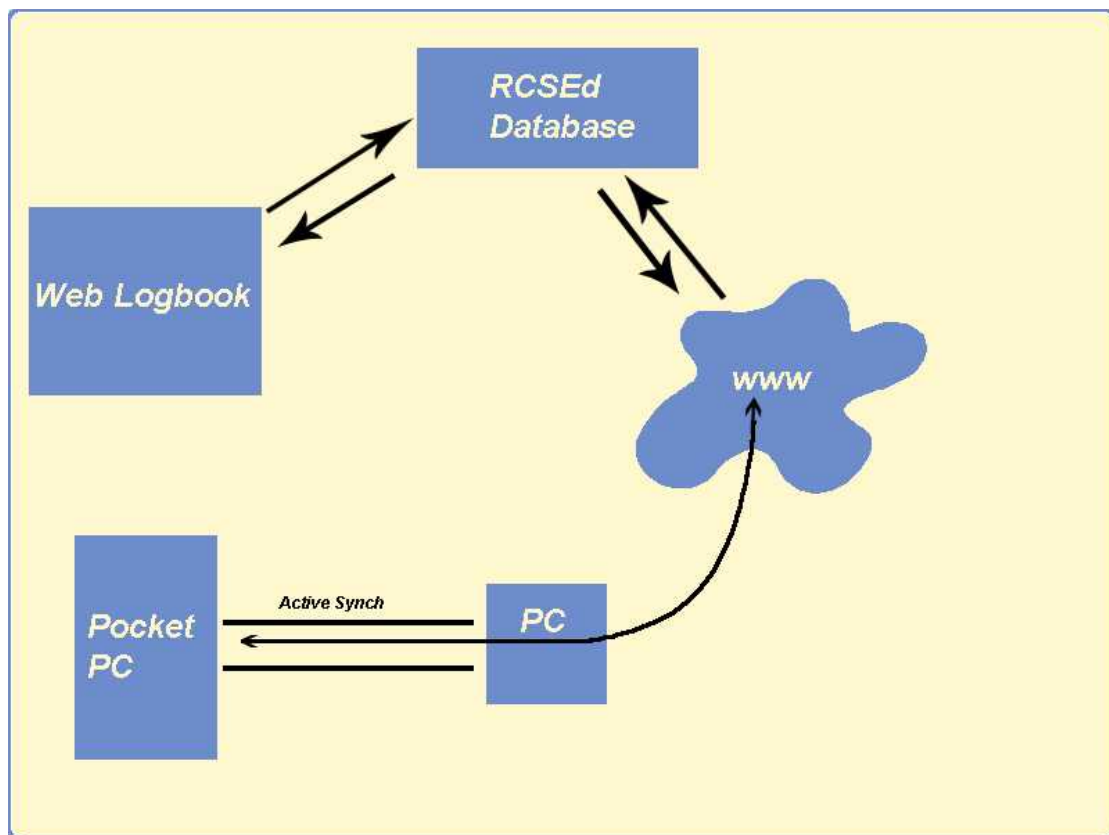 RCSEd
Database
Web Logbook
www
Active Synch
Pocket
PC
PC